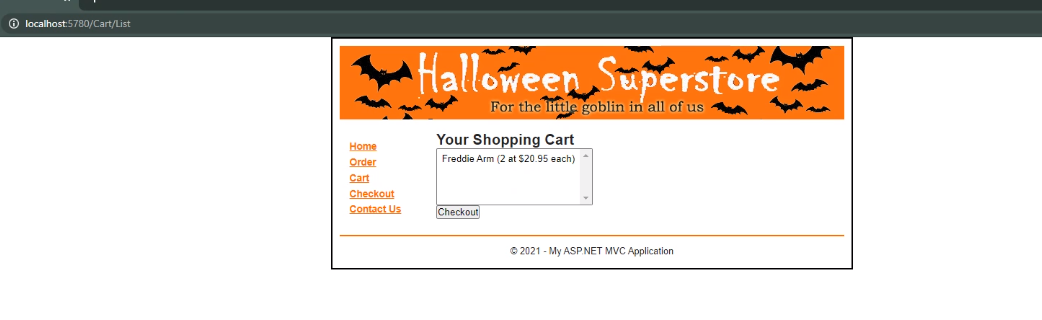 localhost:5780/Cart/List
Halloween Superstore
For the little goblin in all of us
Home
Order
Cart
Checkout
Contact Us
Your Shopping Cart
Freddie Arm (2 at $20.95 each)
Checkout
© 2021 - My ASP.NET MVC Application